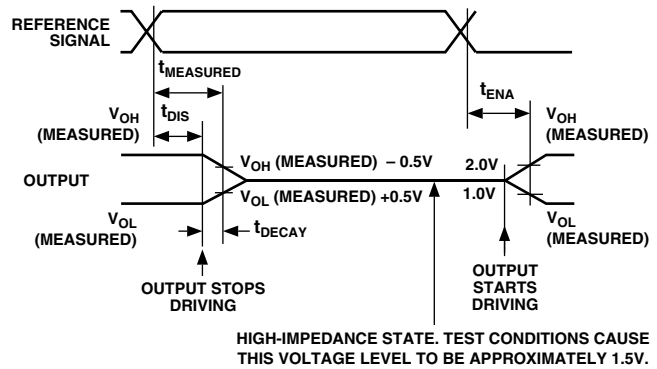 REFERENCE
SIGNAL
tMEASURED
tDIS
tENA
VOH
(MEASURED)
VOH
(MEASURED)
VOH (MEASURED) – 0.5V
2.0V
OUTPUT
VOL (MEASURED) +0.5V
1.0V
VOL
(MEASURED)
VOL
(MEASURED)
tDECAY
OUTPUT STOPS
DRIVING
OUTPUT
STARTS
DRIVING
HIGH-IMPEDANCE STATE. TEST CONDITIONS CAUSE
THIS VOLTAGE LEVEL TO BE APPROXIMATELY 1.5V.